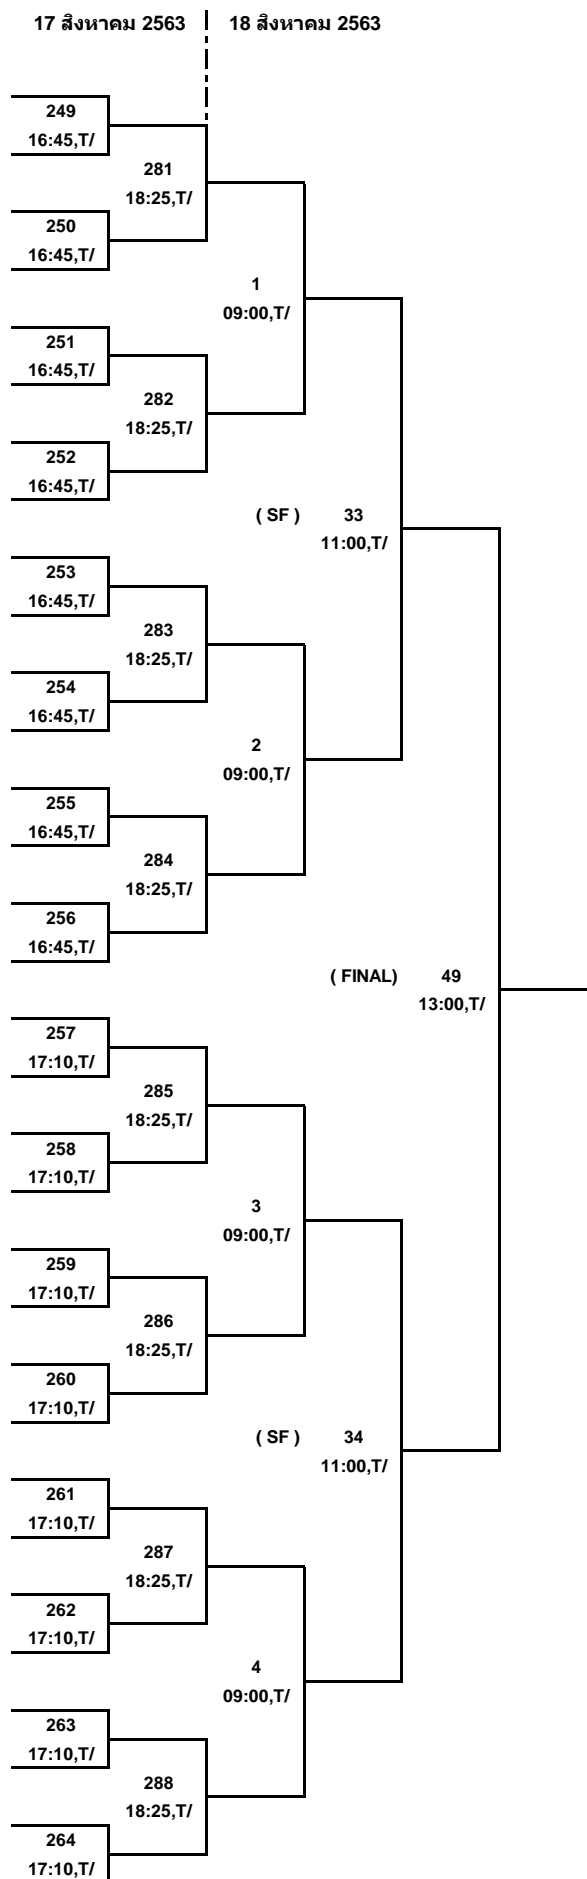 17 สิงหาคม 2563 18 สิงหาคม 2563
249
16:45,T/
281
18:25,T/
250
16:45,T/
1
09:00,T/
251
16:45,T/
282
18:25,T/
252
16:45,T/
( SF ) 33
11:00,T/
253
16:45,T/
283
18:25,T/
254
16:45,T/
2
09:00,T/
255
16:45,T/
284
18:25,T/
256
16:45,T/
( FINAL) 49
13:00,T/
257
17:10,T/
285
18:25,T/
258
17:10,T/
3
09:00,T/
259
17:10,T/
286
18:25,T/
260
17:10,T/
( SF ) 34
11:00,T/
261
17:10,T/
287
18:25,T/
262
17:10,T/
4
09:00,T/
263
17:10,T/
288
18:25,T/
264
17:10,T/